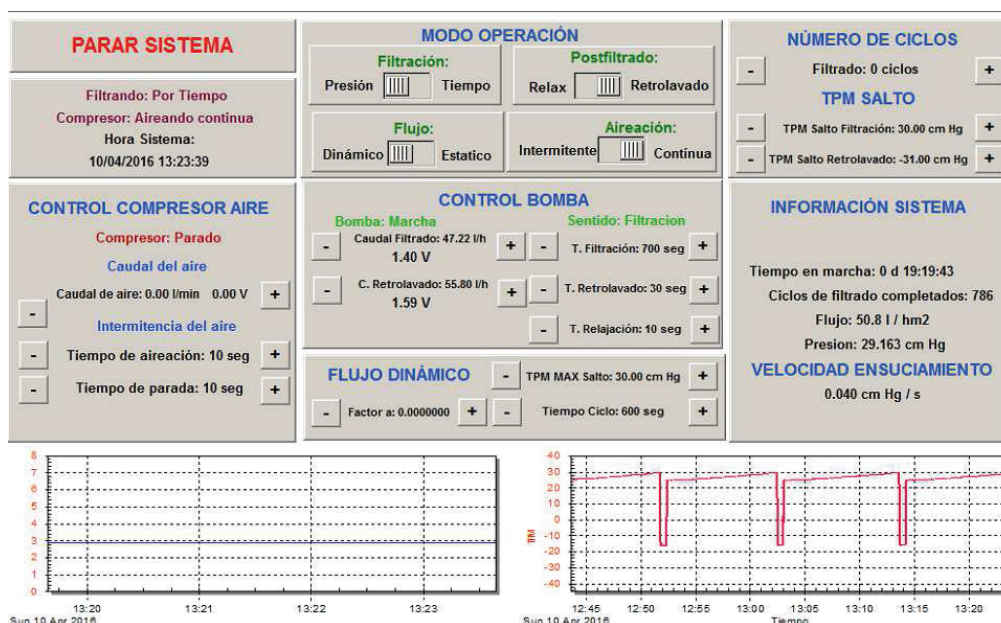 PARAR SISTEMA
Filtrando: Por Tiempo
Compresor: Aireando continua
Hora Sistema:
10/04/2016 13:23:39
MODO OPERACIÓN
Filtración:
Presión Tiempo
Postfiltrado:
Relax Retrolavado
Flujo:
Dinámico Estatico
Aireación:
Intermitente Continua
NÚMERO DE CICLOS
- Filtrado: 0 ciclos +
TPM SALTO
- TPM Salto Filtración: 30.00 cm Hg +
- TPM Salto Retrolavado: -31.00 cm Hg +
CONTROL COMPRESOR AIRE
Compresor: Parado
Caudal del aire
- Caudal de aire: 0.00 l/min 0.00 V +
Intermitencia del aire
- Tiempo de aireación: 10 seg +
- Tiempo de parada: 10 seg +
CONTROL BOMBA
Bomba: Marcha
- Caudal Filtrado: 47.22 l/h +
1.40 V
- C. Retrolavado: 55.80 l/h +
1.59 V
Sentido: Filtracion
- T. Filtración: 700 seg +
- T. Retrolavado: 30 seg +
- T. Relajación: 10 seg +
FLUJO DINÁMICO
- TPM MAX Salto: 30.00 cm Hg +
- Factor a: 0.0000000 +
- Tiempo Ciclo: 600 seg +
INFORMACIÓN SISTEMA
Tiempo en marcha: 0 d 19:19:43
Ciclos de filtrado completados: 786
Flujo: 50.8 l / hm2
Presion: 29.163 cm Hg
VELOCIDAD ENSUCIAMIENTO
0.040 cm Hg / s
8
7
6
5
4
3
2
1
0
13:20 13:21 13:22 13:23
Sun 10 Apr 2016
40
30
20
10
0
-10
-20
-30
-40
TPM
12:45 12:50 12:55 13:00 13:05 13:10 13:15 13:20
Sun 10 Apr 2016 Tiempo